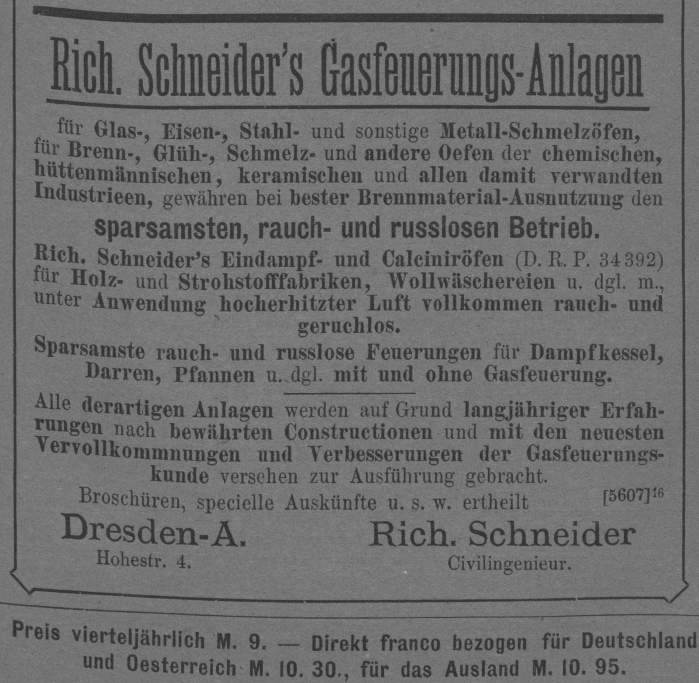 Rich. Schneider's Gasfeuerungs-Anlagen
für Glas-, Eisen-, Stahl- und sonstige Metall-Schmelzöfen,
für Brenn-, Glüh-, Schmelz- und andere Oefen der chemischen,
hüttenmännischen, keramischen und allen damit verwandten
Industrieen, gewähren bei bester Brennmaterial-Ausnutzung den
sparsamsten, rauch- und russlosen Betrieb.
Rich. Schneider's Eindampf- und Calciniröfen (D. R. P. 34392)
für Holz- und Strohstofffabriken, Wollwäschereien u. dgl. m.,
unter Anwendung hocherhitzter Luft vollkommen rauch- und
geruchlos.
Sparsamste rauch- und russlose Feuerungen für Dampfkessel,
Darren, Pfannen u. dgl. mit und ohne Gasfeuerung.
Alle derartigen Anlagen werden auf Grund langjähriger Erfah-
rungen nach bewährten Constructionen und mit den neuesten
Vervollkommnungen und Verbesserungen der Gasfeuerungs-
kunde versehen zur Ausführung gebracht.
Broschüren, specielle Auskünfte u. s. w. ertheilt [5607]16
Dresden-A. Rich. Schneider
Hohestr. 4. Civilingenieur.
Preis vierteljährlich M. 9. — Direkt franco bezogen für Deutschland
und Oesterreich M. 10. 30., für das Ausland M. 10. 95.